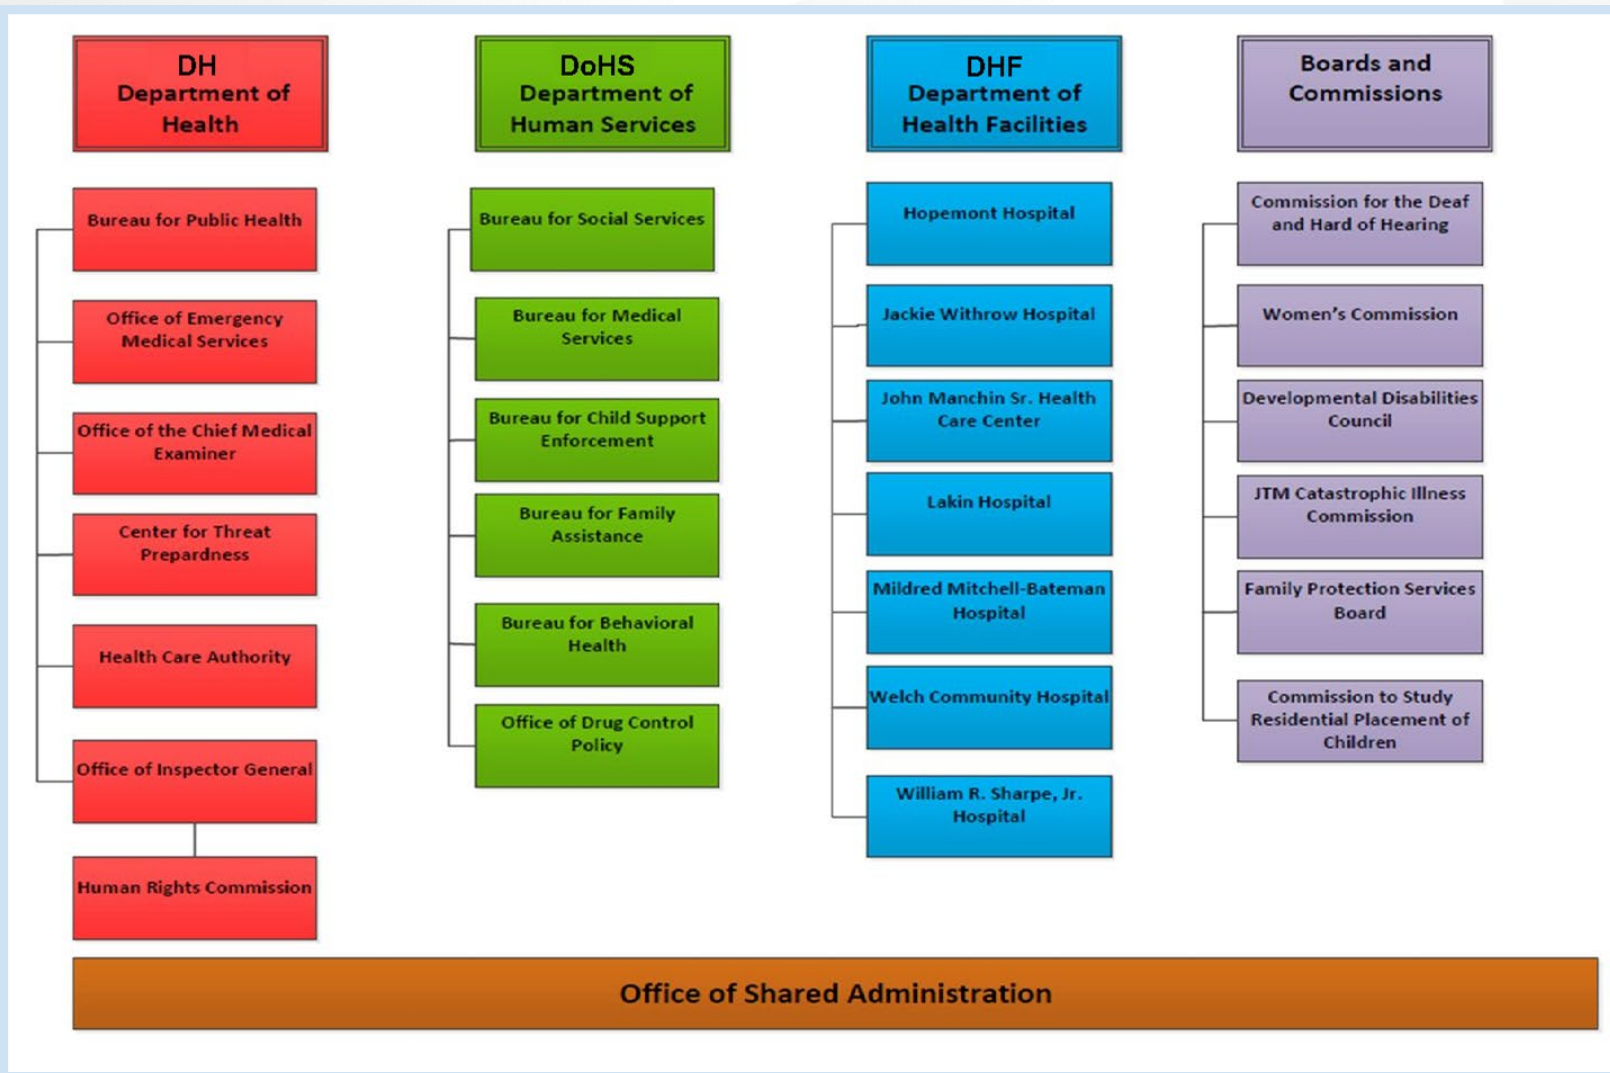 DH
Department of
Health
Bureau for Public Health
Office of Emergency
Medical Services
Office of the Chief Medical
Examiner
Center for Threat
Prepardness
Health Care Authority
Office of Inspector General
Human Rights Commission
DoHS
Department of
Human Services
Bureau for Social Services
Bureau for Medical
Services
Bureau for Child Support
Enforcement
Bureau for Family
Assistance
Bureau for Behavioral
Health
Office of Drug Control
Policy
DHF
Department of
Health Facilities
Hopemont Hospital
Jackie Withrow Hospital
John Manchin Sr. Health
Care Center
Lakin Hospital
Mildred Mitchell-Bateman
Hospital
Welch Community Hospital
William R. Sharpe, Jr.
Hospital
Boards and
Commissions
Commission for the Deaf
and Hard of Hearing
Women’s Commission
Developmental Disabilities
Council
JTM Catastrophic Illness
Commission
Family Protection Services
Board
Commission to Study
Residential Placement of
Children
Office of Shared Administration